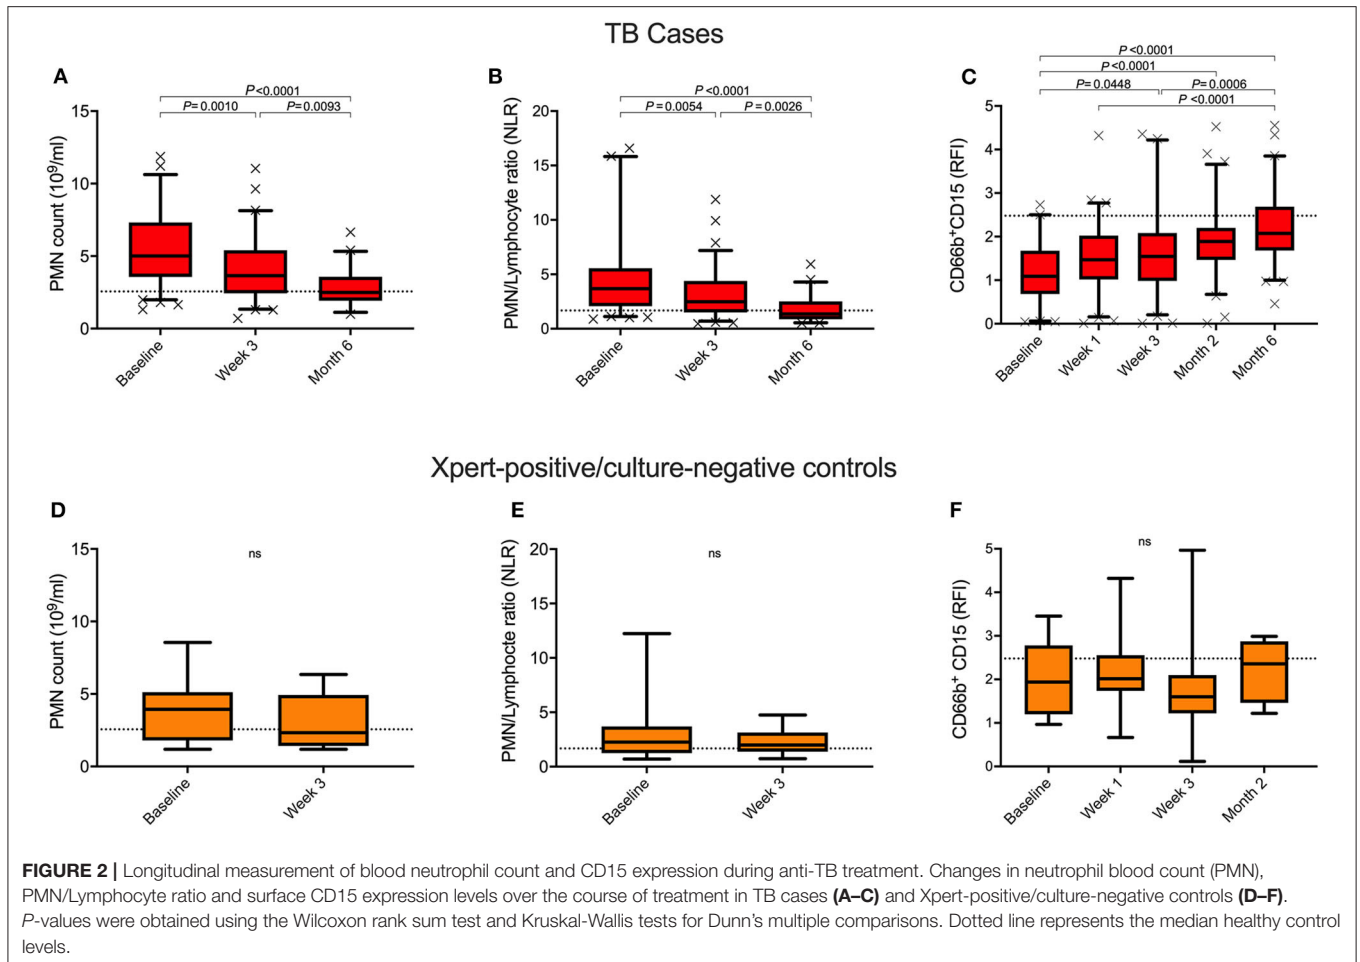 TB Cases
A
P<0.0001
P=0.0010 P=0.0093
PMN count (10⁹/ml)
15
10
5
0
Baseline
Week 3
Month 6
B
P<0.0001
P=0.0054 P=0.0026
PMN/Lymphocyte ratio (NLR)
20
15
10
5
0
Baseline
Week 3
Month 6
C
P<0.0001
P<0.0001
P=0.0448 P=0.0006
P<0.0001
CD66b⁺CD15 (RFI)
5
4
3
2
1
0
Baseline
Week 1
Week 3
Month 2
Month 6
Xpert-positive/culture-negative controls
D
ns
PMN count (10⁹/ml)
15
10
5
0
Baseline
Week 3
E
ns
PMN/Lymphocte ratio (NLR)
20
15
10
5
0
Baseline
Week 3
F
ns
CD66b⁺ CD15 (RFI)
5
4
3
2
1
0
Baseline
Week 1
Week 3
Month 2
FIGURE 2 | Longitudinal measurement of blood neutrophil count and CD15 expression during anti-TB treatment. Changes in neutrophil blood count (PMN),
PMN/Lymphocyte ratio and surface CD15 expression levels over the course of treatment in TB cases (A–C) and Xpert-positive/culture-negative controls (D–F).
P-values were obtained using the Wilcoxon rank sum test and Kruskal-Wallis tests for Dunn's multiple comparisons. Dotted line represents the median healthy control
levels.